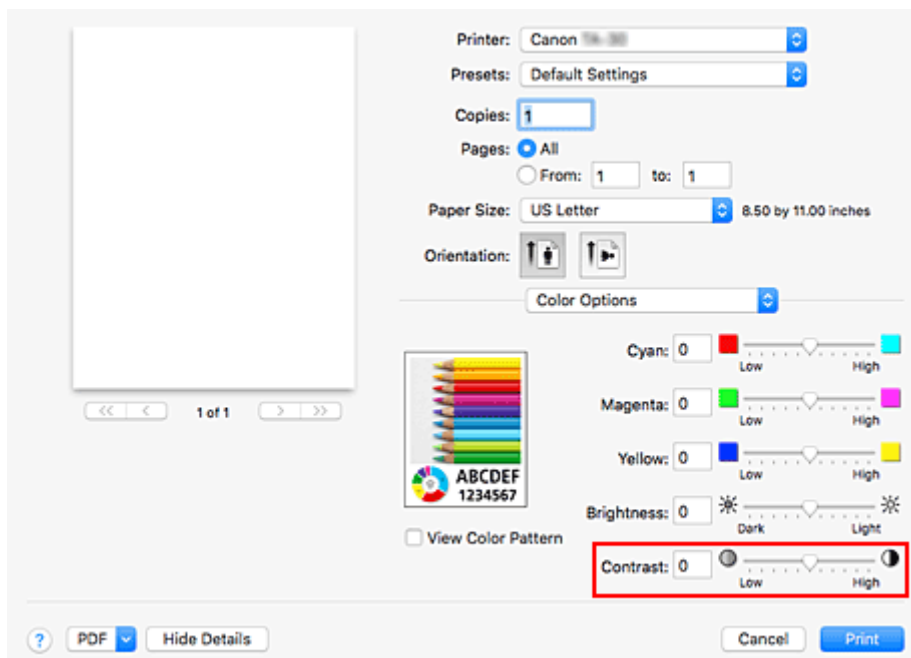 Printer: Canon
Presets: Default Settings
Copies: 1
Pages: All
From: 1 to: 1
Paper Size: US Letter 8.50 by 11.00 inches
Orientation:
Color Options
Cyan: 0
Low High
Magenta: 0
Low High
Yellow: 0
Low High
Brightness: 0
Dark Light
Contrast: 0
Low High
1 of 1
ABCDEF
1234567
View Color Pattern
? PDF Hide Details Cancel Print